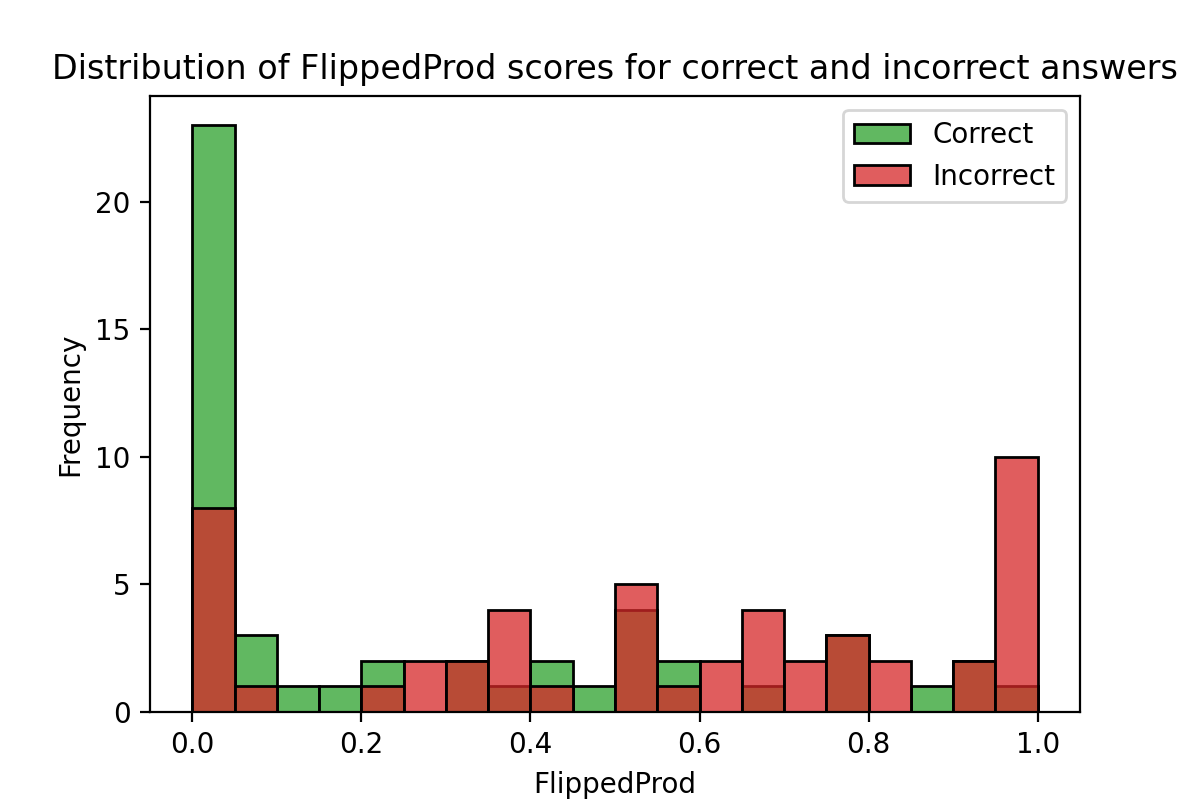 Distribution of FlippedProd scores for correct and incorrect answers
Correct
Incorrect
Frequency
20
15
10
5
0
0.0 0.2 0.4 0.6 0.8 1.0
FlippedProd